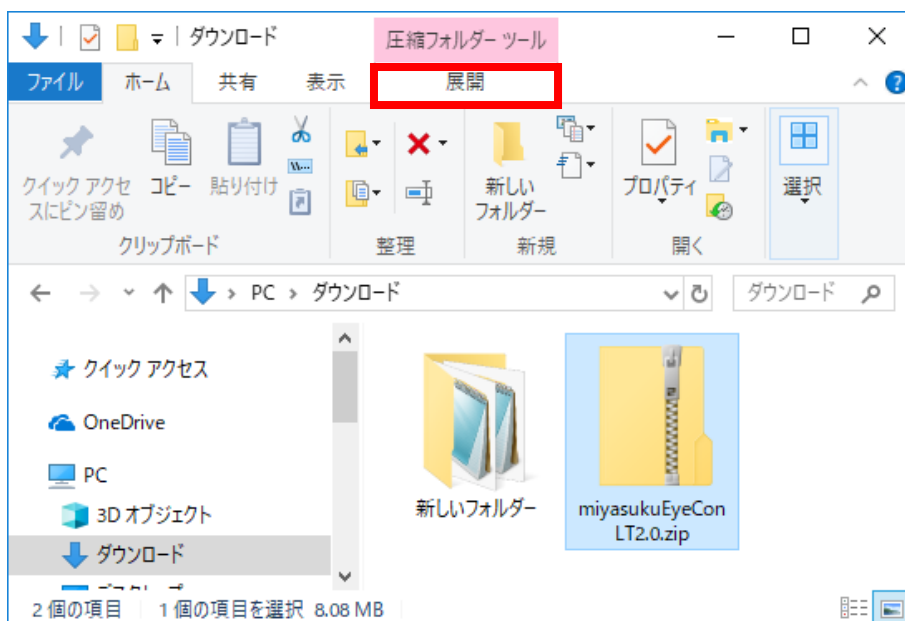 ダウンロード
圧縮フォルダー ツール
ファイル
ホーム
共有
表示
展開
?
クイック アクセ
スにピン留め
コピー
貼り付け
W...
クリップボード
整理
新しい
フォルダー
新規
プロパティ
開く
選択
PC
ダウンロード
ダウンロード
クイック アクセス
OneDrive
PC
3D オブジェクト
ダウンロード
新しいフォルダー
miyasukuEyeCon
LT2.0.zip
2 個の項目
1 個の項目を選択 8.08 MB